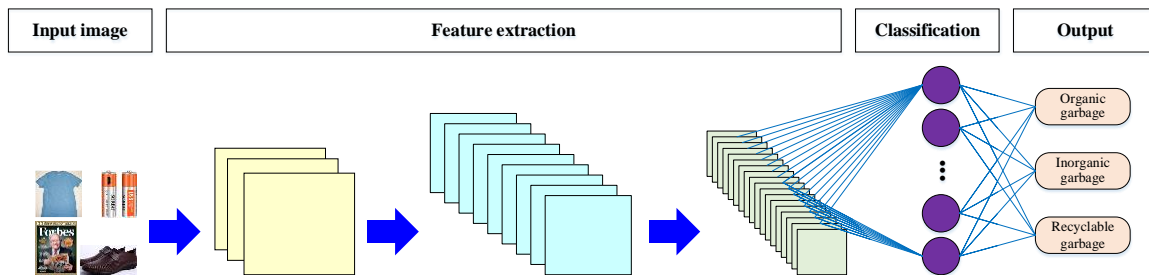 Input image
Feature extraction
Classification
Output
Organic
garbage
Inorganic
garbage
Recyclable
garbage
Forbes